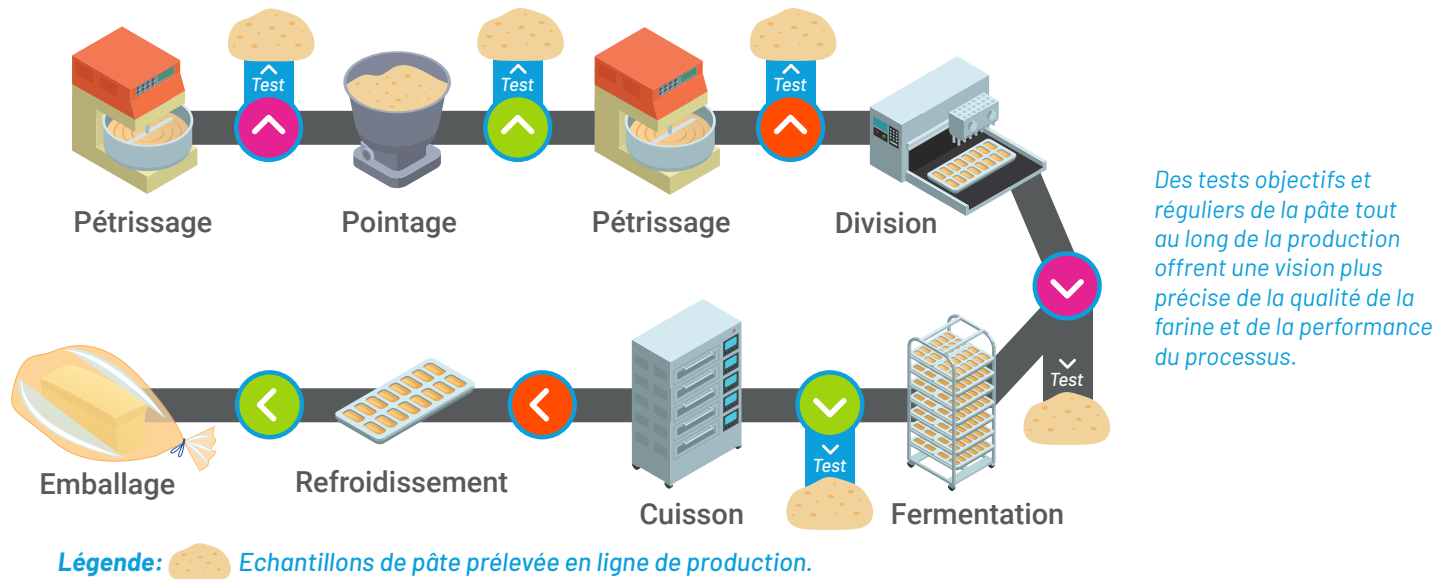 Test
Test
Test
Pétrissage
Pointage
Pétrissage
Division
Des tests objectifs et
réguliers de la pâte tout
au long de la production
offrent une vision plus
précise de la qualité de la
farine et de la performance
du processus.
Test
Test
Emballage
Refroidissement
Cuisson
Fermentation
Légende: Echantillons de pâte prélevée en ligne de production.